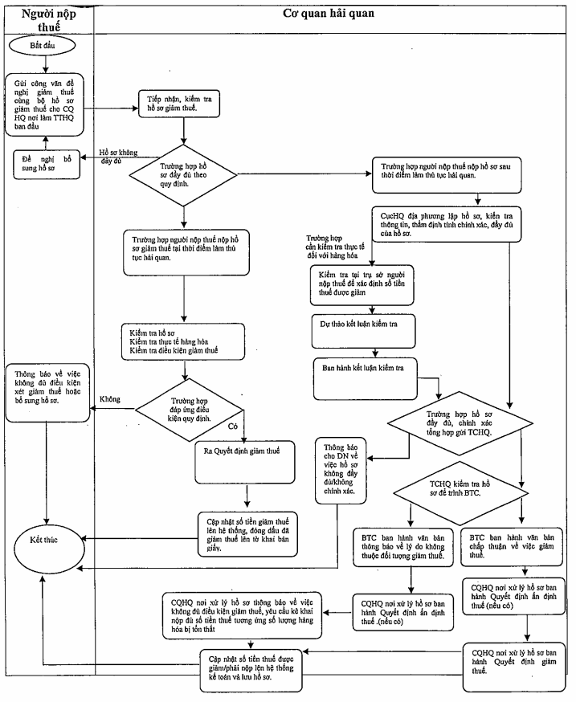 Người nộp
thuế
Cơ quan hải quan
Bắt đầu
Gửi công văn đề
nghị giảm thuế
cùng bộ hồ sơ
giảm thuế cho CQ
HQ nơi làm TTHQ
ban đầu
Tiếp nhận, kiểm tra
hồ sơ giảm thuế.
Hồ sơ không
đầy đủ
Đề nghị bổ
sung hồ sơ
Trường hợp hồ
sơ đầy đủ theo
quy định.
Trường hợp người nộp thuế nộp hồ sơ sau
thời điểm làm thủ tục hải quan.
CụcHQ địa phương lập hồ sơ, kiểm tra
thông tin, thẩm định tính chính xác, đầy đủ
của hồ sơ.
Trường hợp người nộp thuế nộp hồ
sơ giảm thuế tại thời điểm làm thủ
tục hải quan.
Trường hợp
cần kiểm tra thực tế
đối với hàng hóa
Kiểm tra tại trụ sở người
nộp thuế để xác định số tiền
thuế được giảm
Dự thảo kết luận kiểm tra
Ban hành kết luận kiểm tra
Kiểm tra hồ sơ
Kiểm tra thực tế hàng hóa
Kiểm tra điều kiện giảm thuế
Thông báo về việc
không đủ điều kiện
xét giảm thuế hoặc
bổ sung hồ sơ.
Không
Trường hợp
đáp ứng điều
kiện quy định.
Có
Trường hợp hồ sơ
đầy đủ, chính xác
tổng hợp gửi TCHQ.
Ra Quyết định giảm thuế
Thông báo
cho DN về
việc hồ sơ
không đầy
đủ/không
chính xác.
TCHQ kiểm tra hồ
sơ để trình BTC.
Cập nhật số tiền giảm thuế
lên hệ thống, đóng dấu đã
giảm thuế lên tờ khai bản
giấy.
Kết thúc
BTC ban hành văn bản
thông báo về lý do không
thuộc đối tượng giảm thuế.
BTC ban hành văn bản
chấp thuận về việc giảm
thuế.
CQHQ nơi xử lý hồ sơ ban
hành Quyết định ấn định
thuế (nếu có)
CQHQ nơi xử lý hồ sơ thông báo về việc
không đủ điều kiện giảm thuế, yêu cầu kê khai
nộp đủ số tiền thuế tương ứng số lượng hàng
hóa bị tổn thất
CQHQ nơi xử lý hồ sơ ban
hành Quyết định ấn định
thuế .(nếu có)
Cập nhật số tiền thuế được
giảm/phải nộp lên hệ thống
kế toán và lưu hồ sơ.
CQHQ nơi xử lý hồ sơ ban
hành Quyết định giảm
thuế.